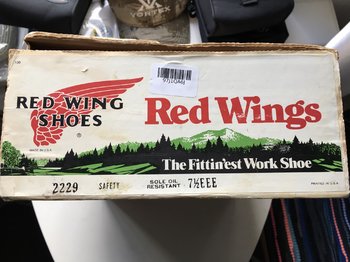 VORTEX
RED WING
SHOES
®
MADE IN U.S.A.
Red Wings
The Fittin'est Work Shoe
2229 SAFETY SOLE OIL RESISTANT 7½EEE
PRINTED IN U.S.A.